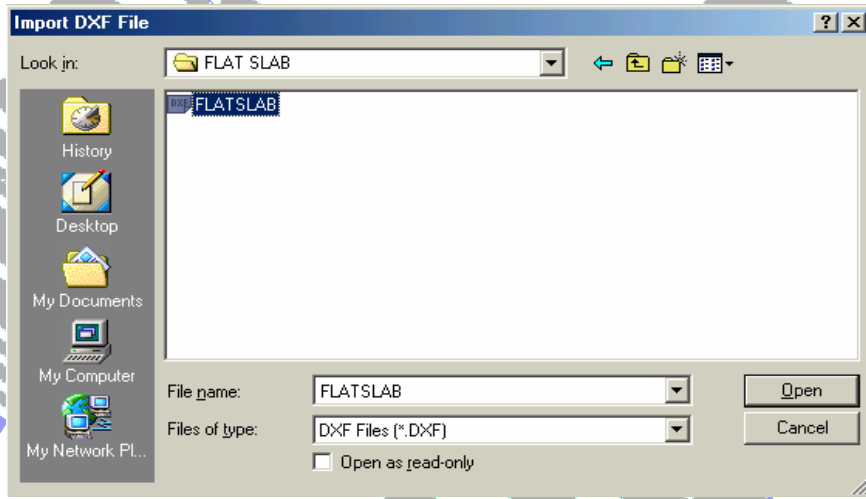 Import DXF File
Look in:
FLAT SLAB
History
Desktop
My Documents
My Computer
My Network Pl...
DXF FLATSLAB
File name:
FLATSLAB
Open
Files of type:
DXF Files (*.DXF)
Cancel
Open as read-only